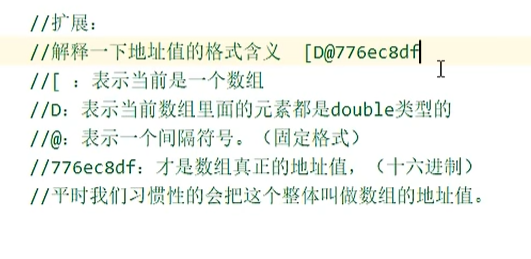 //扩展：
//解释一下地址值的格式含义  [D@776ec8df
//[ ：表示当前是一个数组
//D：表示当前数组里面的元素都是double类型的
//@：表示一个间隔符号。（固定格式）
//776ec8df：才是数组真正的地址值，（十六进制）
//平时我们习惯性的会把这个整体叫做数组的地址值。